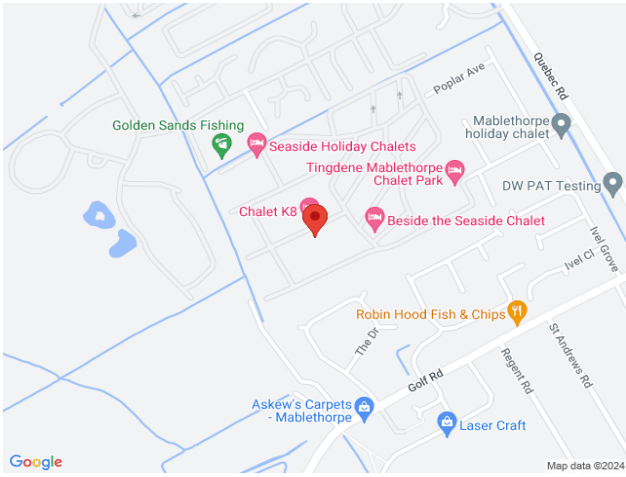 Quebec Rd
Poplar Ave
Golden Sands Fishing
Mablethorpe
holiday chalet
Seaside Holiday Chalets
Tingdene Mablethorpe
Chalet Park
DW PAT Testing
Chalet K8
Beside the Seaside Chalet
Ivel Grove
Ivel Cl
Robin Hood Fish & Chips
The Dr
St Andrews Rd
Regent Rd
Golf Rd
Askew's Carpets
- Mablethorpe
Laser Craft
Google
Map data ©2024